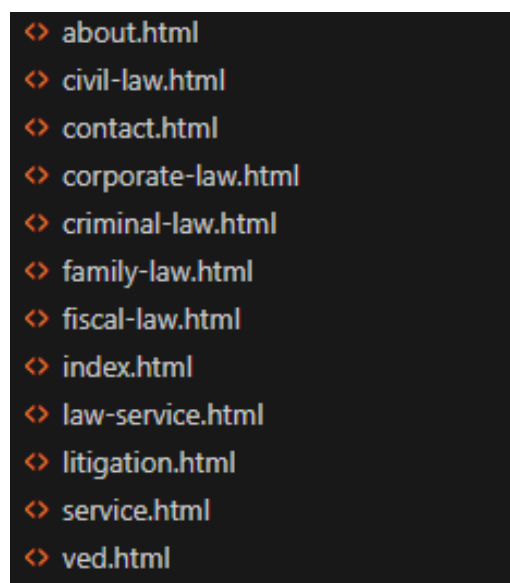 about.html
civil-law.html
contact.html
corporate-law.html
criminal-law.html
family-law.html
fiscal-law.html
index.html
law-service.html
litigation.html
service.html
ved.html